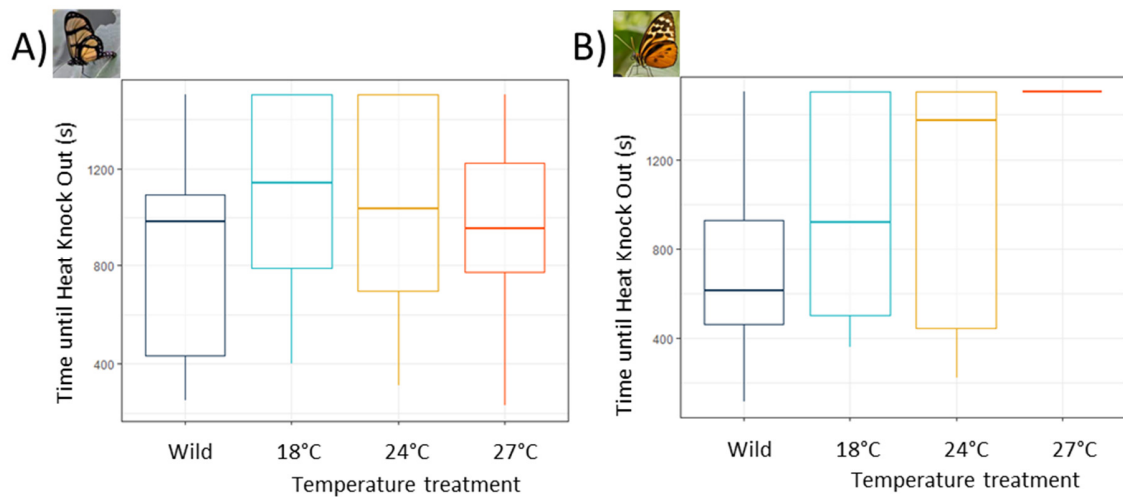 A)
Time until Heat Knock Out (s)
1200
800
400
Wild 18°C 24°C 27°C
Temperature treatment
B)
Time until Heat Knock Out (s)
1200
800
400
Wild 18°C 24°C 27°C
Temperature treatment